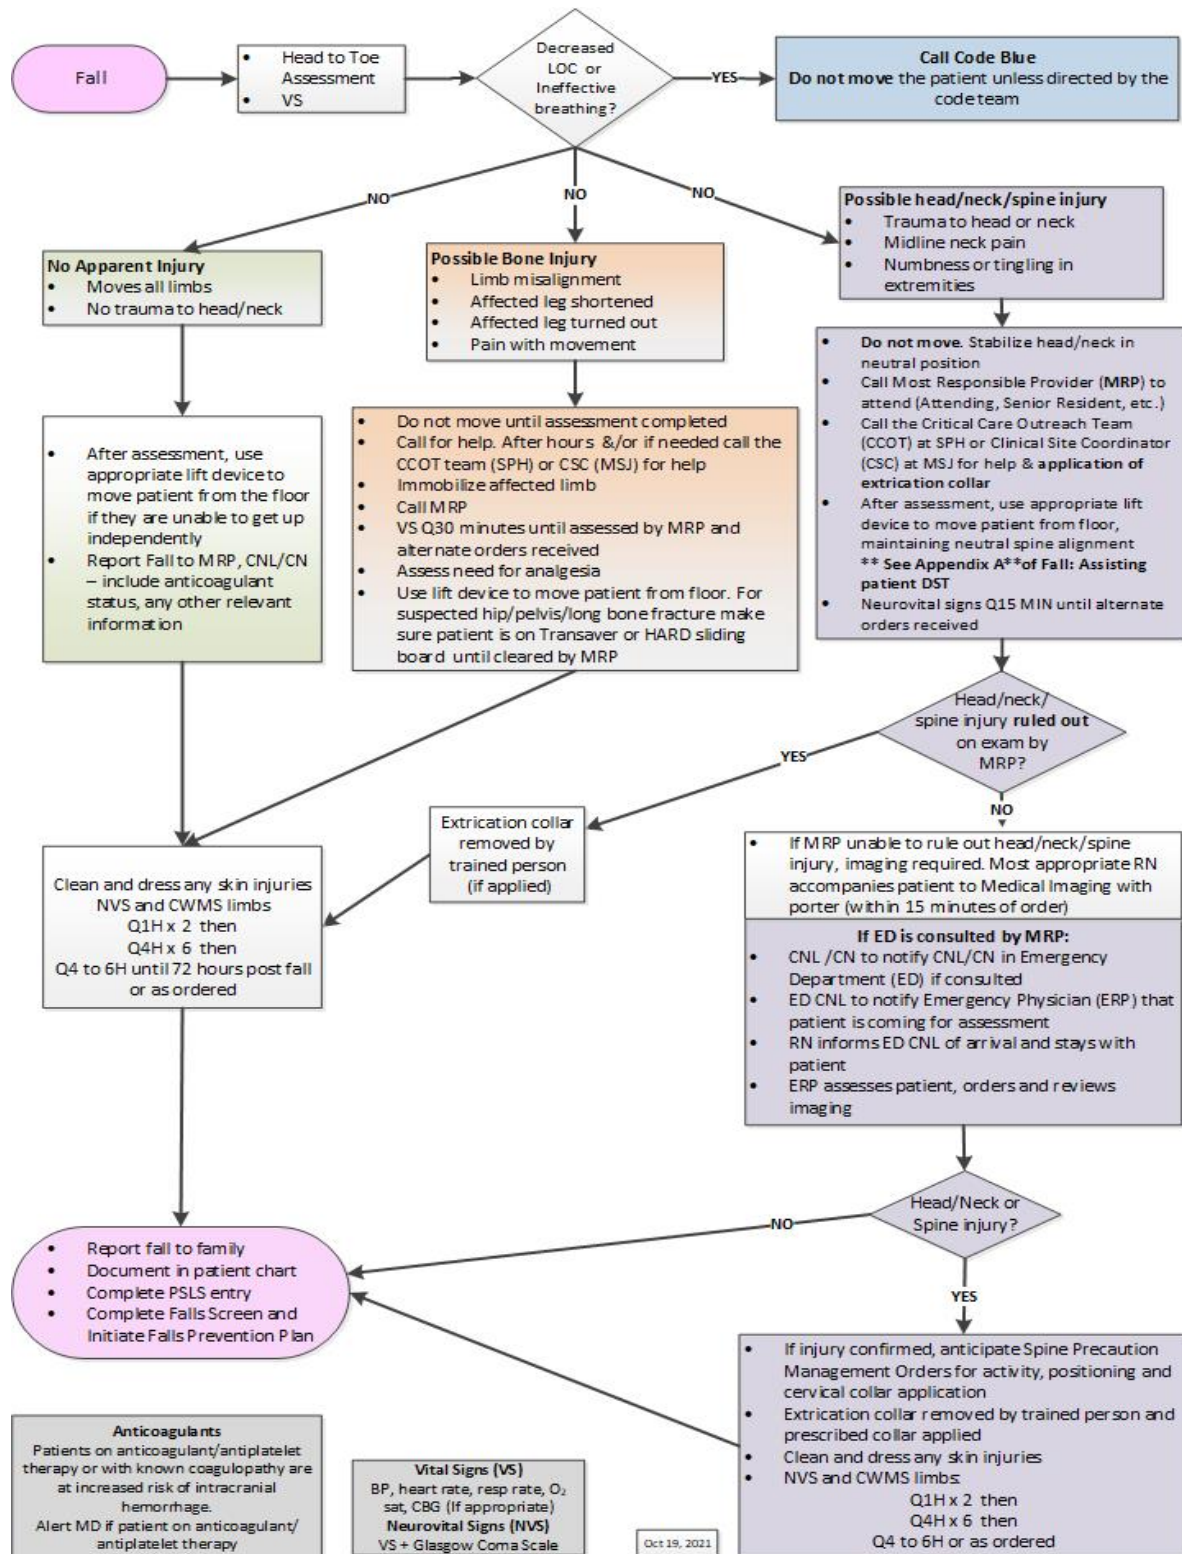 Fall
• Head to Toe
Assessment
• VS
Decreased
LOC or
Ineffective
breathing?
YES
Call Code Blue
Do not move the patient unless directed by the
code team
NO
NO
NO
No Apparent Injury
• Moves all limbs
• No trauma to head/neck
Possible Bone Injury
• Limb misalignment
• Affected leg shortened
• Affected leg turned out
• Pain with movement
Possible head/neck/spine injury
• Trauma to head or neck
• Midline neck pain
• Numbness or tingling in
extremities
• After assessment, use
appropriate lift device to
move patient from the floor
if they are unable to get up
independently
• Report Fall to MRP, CNL/CN
– include anticoagulant
status, any other relevant
information
• Do not move until assessment completed
• Call for help. After hours &/or if needed call the
CCOT team (SPH) or CSC (MSJ) for help
• Immobilize affected limb
• Call MRP
• VS Q30 minutes until assessed by MRP and
alternate orders received
• Assess need for analgesia
• Use lift device to move patient from floor. For
suspected hip/pelvis/long bone fracture make
sure patient is on Transaver or HARD sliding
board until cleared by MRP
• Do not move. Stabilize head/neck in
neutral position
• Call Most Responsible Provider (MRP) to
attend (Attending, Senior Resident, etc.)
• Call the Critical Care Outreach Team
(CCOT) at SPH or Clinical Site Coordinator
(CSC) at MSJ for help & application of
extrication collar
• After assessment, use appropriate lift
device to move patient from floor,
maintaining neutral spine alignment
** See Appendix A**of Fall: Assisting
patient DST
• Neurovital signs Q15 MIN until alternate
orders received
Head/neck/
spine injury ruled out
on exam by
MRP?
YES
NO
Extrication collar
removed by
trained person
(if applied)
• If MRP unable to rule out head/neck/spine
injury, imaging required. Most appropriate RN
accompanies patient to Medical Imaging with
porter (within 15 minutes of order)
If ED is consulted by MRP:
• CNL /CN to notify CNL/CN in Emergency
Department (ED) if consulted
• ED CNL to notify Emergency Physician (ERP) that
patient is coming for assessment
• RN informs ED CNL of arrival and stays with
patient
• ERP assesses patient, orders and reviews
imaging
Clean and dress any skin injuries
NVS and CWMS limbs
Q1H x 2 then
Q4H x 6 then
Q4 to 6H until 72 hours post fall
or as ordered
Head/Neck or
Spine injury?
NO
YES
• Report fall to family
• Document in patient chart
• Complete PSLS entry
• Complete Falls Screen and
Initiate Falls Prevention Plan
• If injury confirmed, anticipate Spine Precaution
Management Orders for activity, positioning and
cervical collar application
• Extrication collar removed by trained person and
prescribed collar applied
• Clean and dress any skin injuries
• NVS and CWMS limbs:
Q1H x 2 then
Q4H x 6 then
Q4 to 6H or as ordered
Anticoagulants
Patients on anticoagulant/antiplatelet
therapy or with known coagulopathy are
at increased risk of intracranial
hemorrhage.
Alert MD if patient on anticoagulant/
antiplatelet therapy
Vital Signs (VS)
BP, heart rate, resp rate, O₂
sat, CBG (If appropriate)
Neurovital Signs (NVS)
VS + Glasgow Coma Scale
Oct 19, 2021